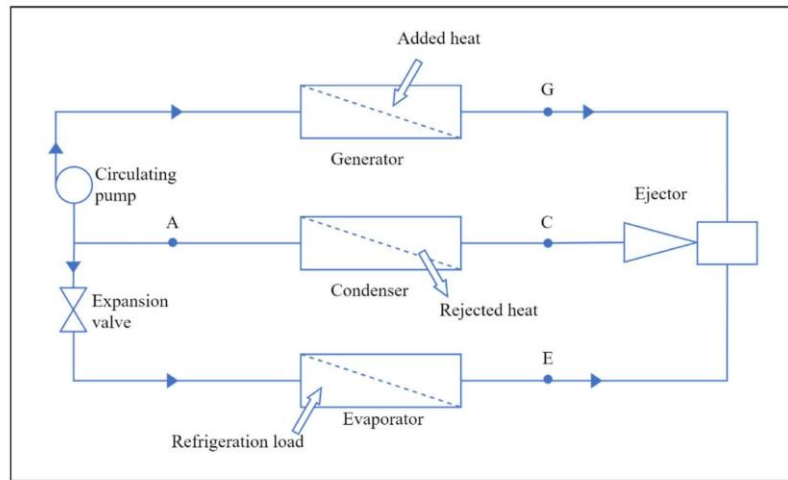 Added heat
G
Generator
Circulating
pump
Ejector
A
C
Condenser
Rejected heat
Expansion
valve
E
Evaporator
Refrigeration load